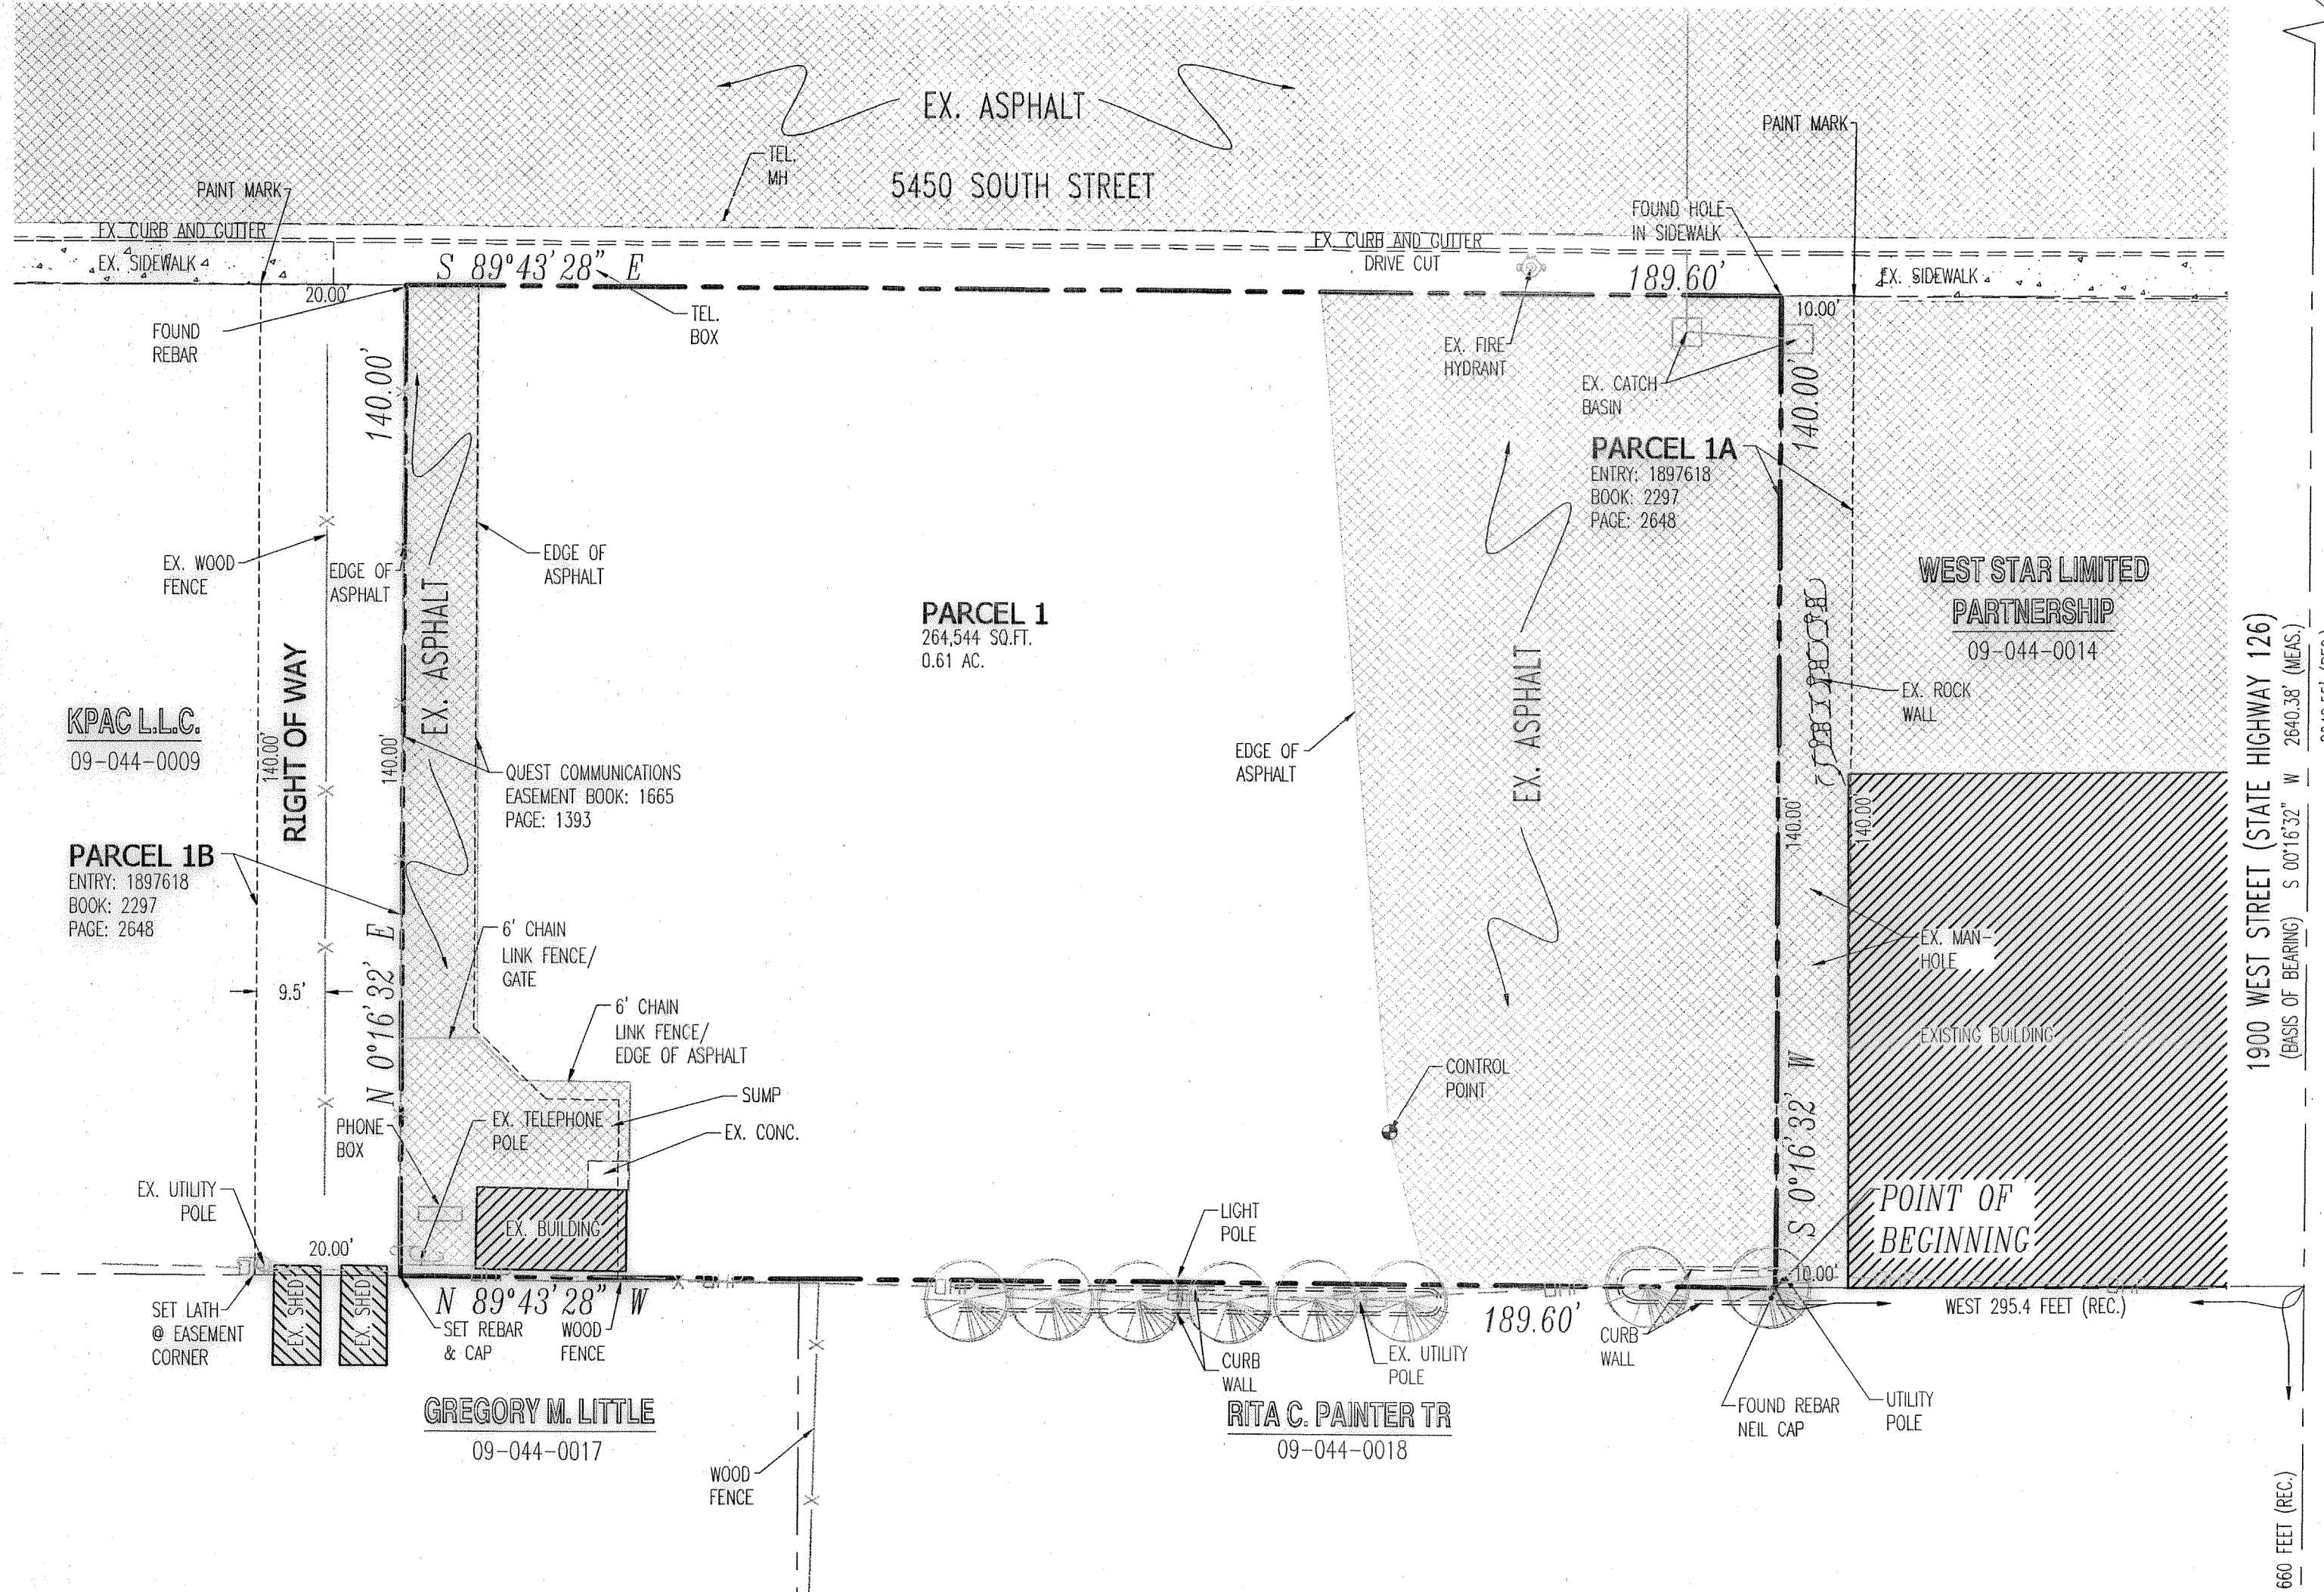 EX. ASPHALT
5450 SOUTH STREET
TEL.
MH
PAINT MARK
PAINT MARK
EX. CURB AND GUTTER
EX. SIDEWALK
S 89°43'28" E
20.00'
TEL.
BOX
FOUND
REBAR
EX. CURB AND GUTTER
DRIVE CUT
FOUND HOLE
IN SIDEWALK
189.60'
EX. SIDEWALK
10.00'
EX. FIRE
HYDRANT
EX. CATCH
BASIN
140.00'
140.00'
PARCEL 1A
ENTRY: 1897618
BOOK: 2297
PAGE: 2648
EX. WOOD
FENCE
EDGE OF
ASPHALT
EX. ASPHALT
EDGE OF
ASPHALT
PARCEL 1
264,544 SQ.FT.
0.61 AC.
WEST STAR LIMITED
PARTNERSHIP
09-044-0014
EX. ROCK
WALL
KPAC L.L.C.
09-044-0009
140.00'
RIGHT OF WAY
140.00'
QUEST COMMUNICATIONS
EASEMENT BOOK: 1665
PAGE: 1393
EDGE OF
ASPHALT
EX. ASPHALT
140.00'
140.00'
PARCEL 1B
ENTRY: 1897618
BOOK: 2297
PAGE: 2648
9.5'
N 0°16'32' E
6' CHAIN
LINK FENCE/
GATE
6' CHAIN
LINK FENCE/
EDGE OF ASPHALT
EX. MAN-
HOLE
EXISTING BUILDING
CONTROL
POINT
SUMP
EX. CONC.
PHONE
BOX
EX. TELEPHONE
POLE
EX. BUILDING
S 0°16'32' W
EX. UTILITY
POLE
20.00'
LIGHT
POLE
POINT OF
BEGINNING
10.00'
SET LATH
@ EASEMENT
CORNER
EX. SHED
EX. SHED
N 89°43'28" W
SET REBAR
& CAP
WOOD
FENCE
189.60'
CURB
WALL
EX. UTILITY
POLE
CURB
WALL
WEST 295.4 FEET (REC.)
FOUND REBAR
NEIL CAP
UTILITY
POLE
GREGORY M. LITTLE
09-044-0017
RITA C. PAINTER TR
09-044-0018
WOOD
FENCE
1900 WEST STREET (STATE HIGHWAY 126)
(BASIS OF BEARING) S 00°16'32" W 2640.38' (MEAS.)
660 FEET (REC.)